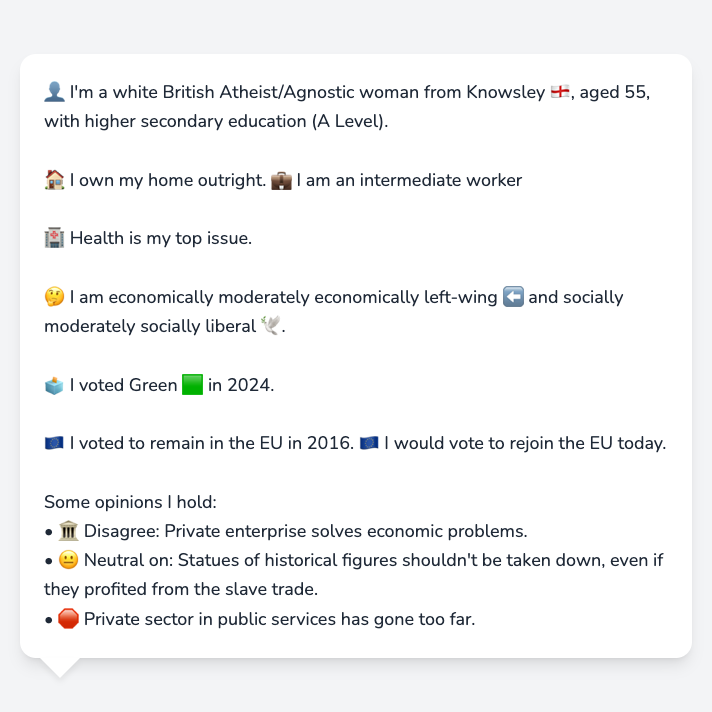 👤 I'm a white British Atheist/Agnostic woman from Knowsley 🏴󠁧󠁢󠁥󠁮󠁧󠁿, aged 55,
with higher secondary education (A Level).
🏠 I own my home outright. 💼 I am an intermediate worker
🏥 Health is my top issue.
🤔 I am economically moderately economically left-wing ⬅️ and socially
moderately socially liberal 🕊️.
🗳️ I voted Green 🟩 in 2024.
🇪🇺 I voted to remain in the EU in 2016. 🇪🇺 I would vote to rejoin the EU today.
Some opinions I hold:
• 🏛️ Disagree: Private enterprise solves economic problems.
• 😐 Neutral on: Statues of historical figures shouldn't be taken down, even if
they profited from the slave trade.
• 🛑 Private sector in public services has gone too far.